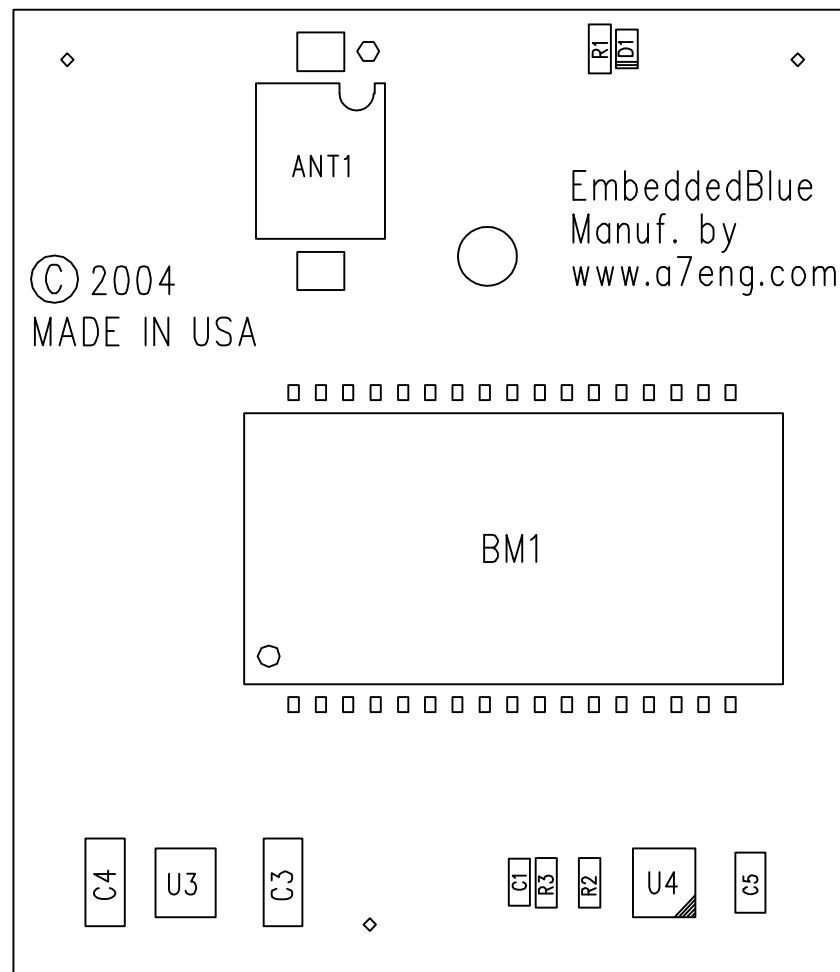 R1
D1
ANT1
EmbeddedBlue
Manuf. by
www.a7eng.com
© 2004
MADE IN USA
BM1
C4
U3
C3
C1
R3
R2
U4
C5